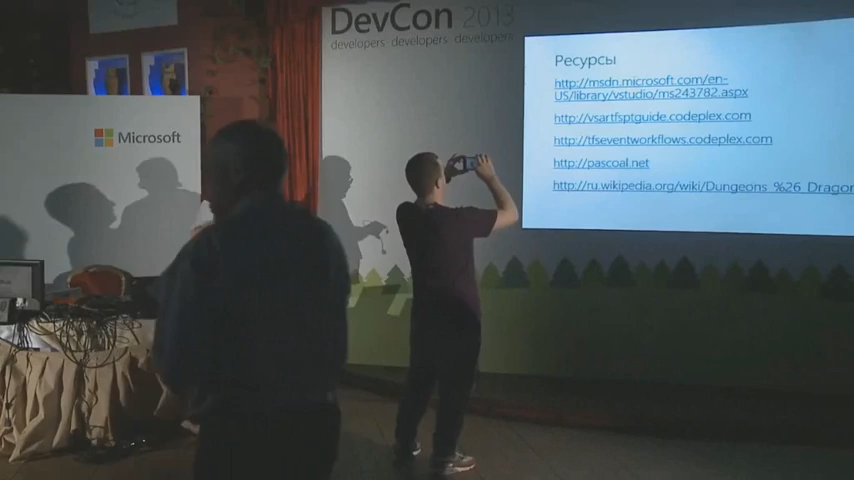 DevCon 2013
developers developers developers
Microsoft
Ресурсы
http://msdn.microsoft.com/en-
US/library/vstudio/ms243782.aspx
http://vsartfsptguide.codeplex.com
http://tfseventworkflows.codeplex.com
http://pascoal.net
http://ru.wikipedia.org/wiki/Dungeons_%26_Dragon